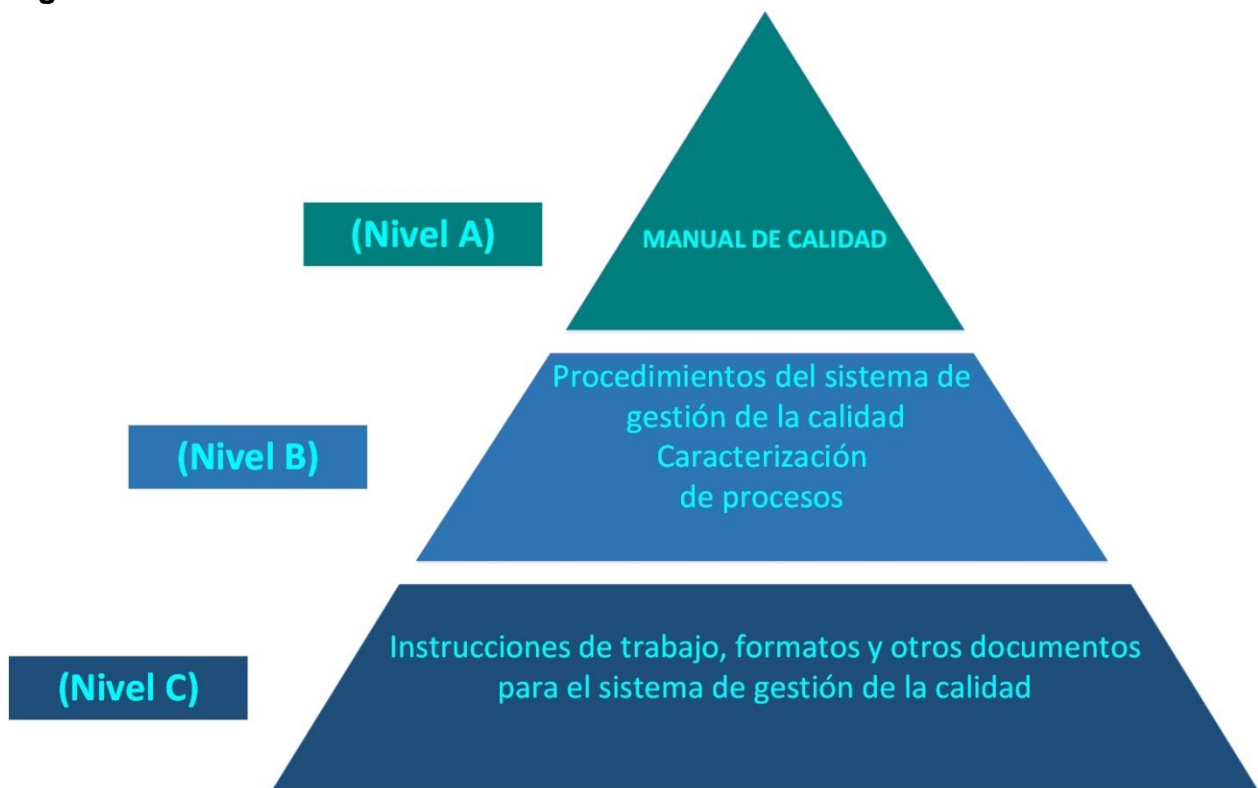 (Nivel A)
MANUAL DE CALIDAD
(Nivel B)
Procedimientos del sistema de
gestión de la calidad
Caracterización
de procesos
(Nivel C)
Instrucciones de trabajo, formatos y otros documentos
para el sistema de gestión de la calidad